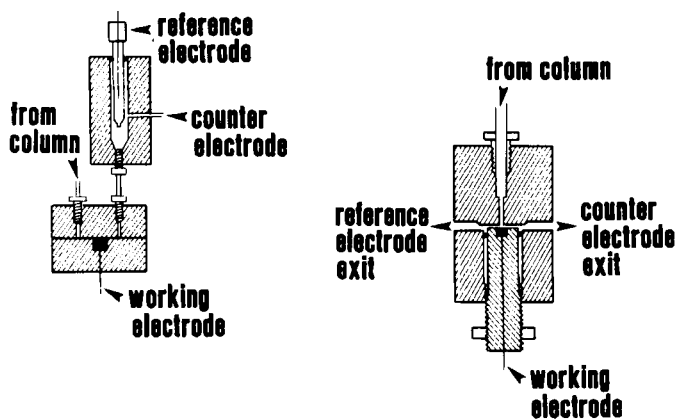 reference
electrode
from
column
counter
electrode
working
electrode
from column
reference
electrode
exit
counter
electrode
exit
working
electrode